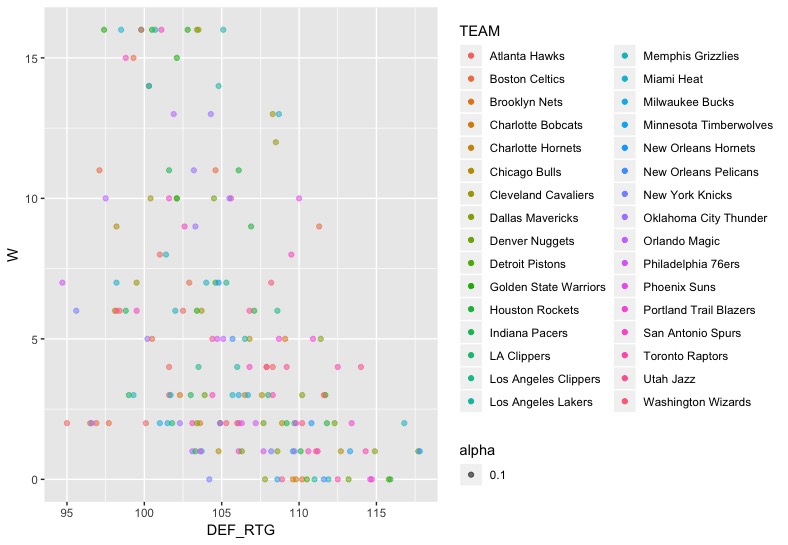 W
15
10
5
0
95 100 105 110 115
DEF_RTG
TEAM
Atlanta Hawks
Boston Celtics
Brooklyn Nets
Charlotte Bobcats
Charlotte Hornets
Chicago Bulls
Cleveland Cavaliers
Dallas Mavericks
Denver Nuggets
Detroit Pistons
Golden State Warriors
Houston Rockets
Indiana Pacers
LA Clippers
Los Angeles Clippers
Los Angeles Lakers
Memphis Grizzlies
Miami Heat
Milwaukee Bucks
Minnesota Timberwolves
New Orleans Hornets
New Orleans Pelicans
New York Knicks
Oklahoma City Thunder
Orlando Magic
Philadelphia 76ers
Phoenix Suns
Portland Trail Blazers
San Antonio Spurs
Toronto Raptors
Utah Jazz
Washington Wizards
alpha
0.1